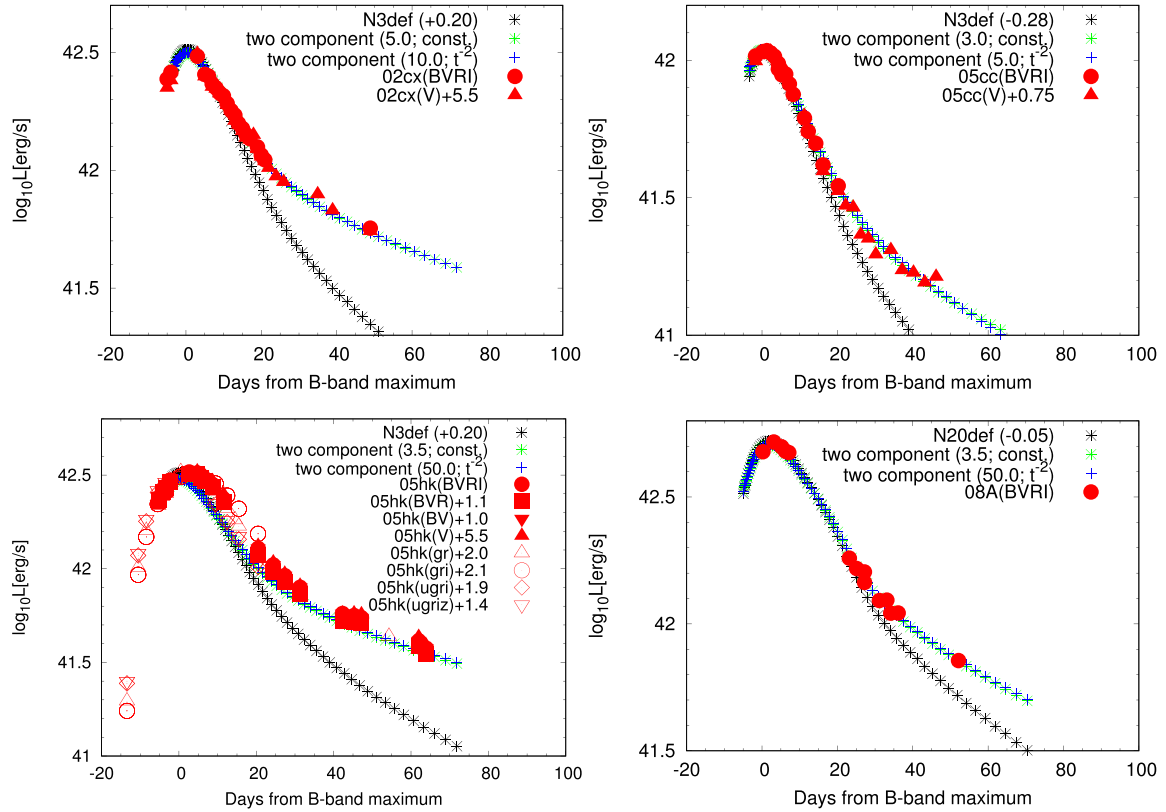 N3def (+0.20)
two component (5.0; const.)
two component (10.0; t⁻²)
02cx(BVRI)
02cx(V)+5.5
42.5
42
41.5
log₁₀L[erg/s]
-20 0 20 40 60 80 100
Days from B-band maximum
N3def (-0.28)
two component (3.0; const.)
two component (5.0; t⁻²)
05cc(BVRI)
05cc(V)+0.75
42
41.5
41
log₁₀L[erg/s]
-20 0 20 40 60 80 100
Days from B-band maximum
N3def (+0.20)
two component (3.5; const.)
two component (50.0; t⁻²)
05hk(BVRI)
05hk(BVR)+1.1
05hk(BV)+1.0
05hk(V)+5.5
05hk(gr)+2.0
05hk(gri)+2.1
05hk(ugri)+1.9
05hk(ugriz)+1.4
42.5
42
41.5
41
log₁₀L[erg/s]
-20 0 20 40 60 80 100
Days from B-band maximum
N20def (-0.05)
two component (3.5; const.)
two component (50.0; t⁻²)
08A(BVRI)
42.5
42
41.5
log₁₀L[erg/s]
-20 0 20 40 60 80 100
Days from B-band maximum